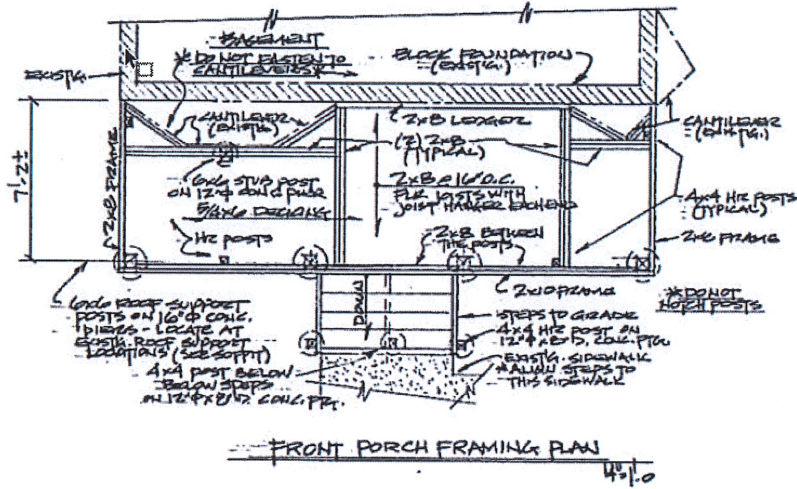 BASEMENT
* DO NOT FASTEN TO
CANTILEVERS *
BLOCK FOUNDATION
(EXIST'G.)
EXIST'G.
CANTILEVER
(EXIST'G.)
2x8 LEDGER
(2) 2x8
(TYPICAL)
CANTILEVER
(EXIST'G.)
7'-2"±
2x8 FRAME
6x6 STUB POST
ON 12"φ CONC. PIER
5/4x6 DECKING
2x8 @ 16" O.C.
FLR JOISTS WITH
JOIST HANGER EACH END
4x4 HR POSTS
(TYPICAL)
HR POSTS
2x8 BETWEEN
THE POSTS
2x8 FRAME
6x6 ROOF SUPPORT
POSTS ON 16"φ CONC.
PIERS - LOCATE AT
EXIST'G. ROOF SUPPORT
LOCATIONS (SEE SOFFIT)
DOWN
2x10 FRAME
* DO NOT
NOTCH POSTS
STEPS TO GRADE
4x4 HR POST ON
12"φ x 8" D. CONC. FTG.
4x4 POST BELOW
BELOW STEPS
ON 12"φ x 8" D. CONC. FTG.
EXIST'G. SIDEWALK
* ALIGN STEPS TO
THIS SIDEWALK
FRONT PORCH FRAMING PLAN